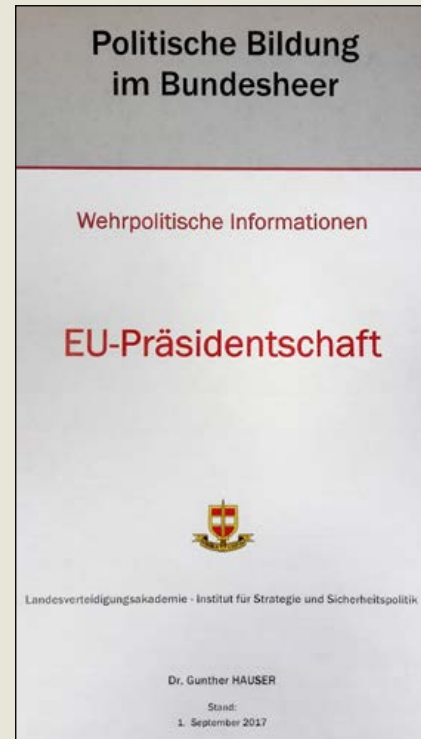 Politische Bildung
im Bundesheer
Wehrpolitische Informationen
EU-Präsidentschaft
Landesverteidigungsakademie - Institut für Strategie und Sicherheitspolitik
Dr. Gunther HAUSER
Stand:
1. September 2017